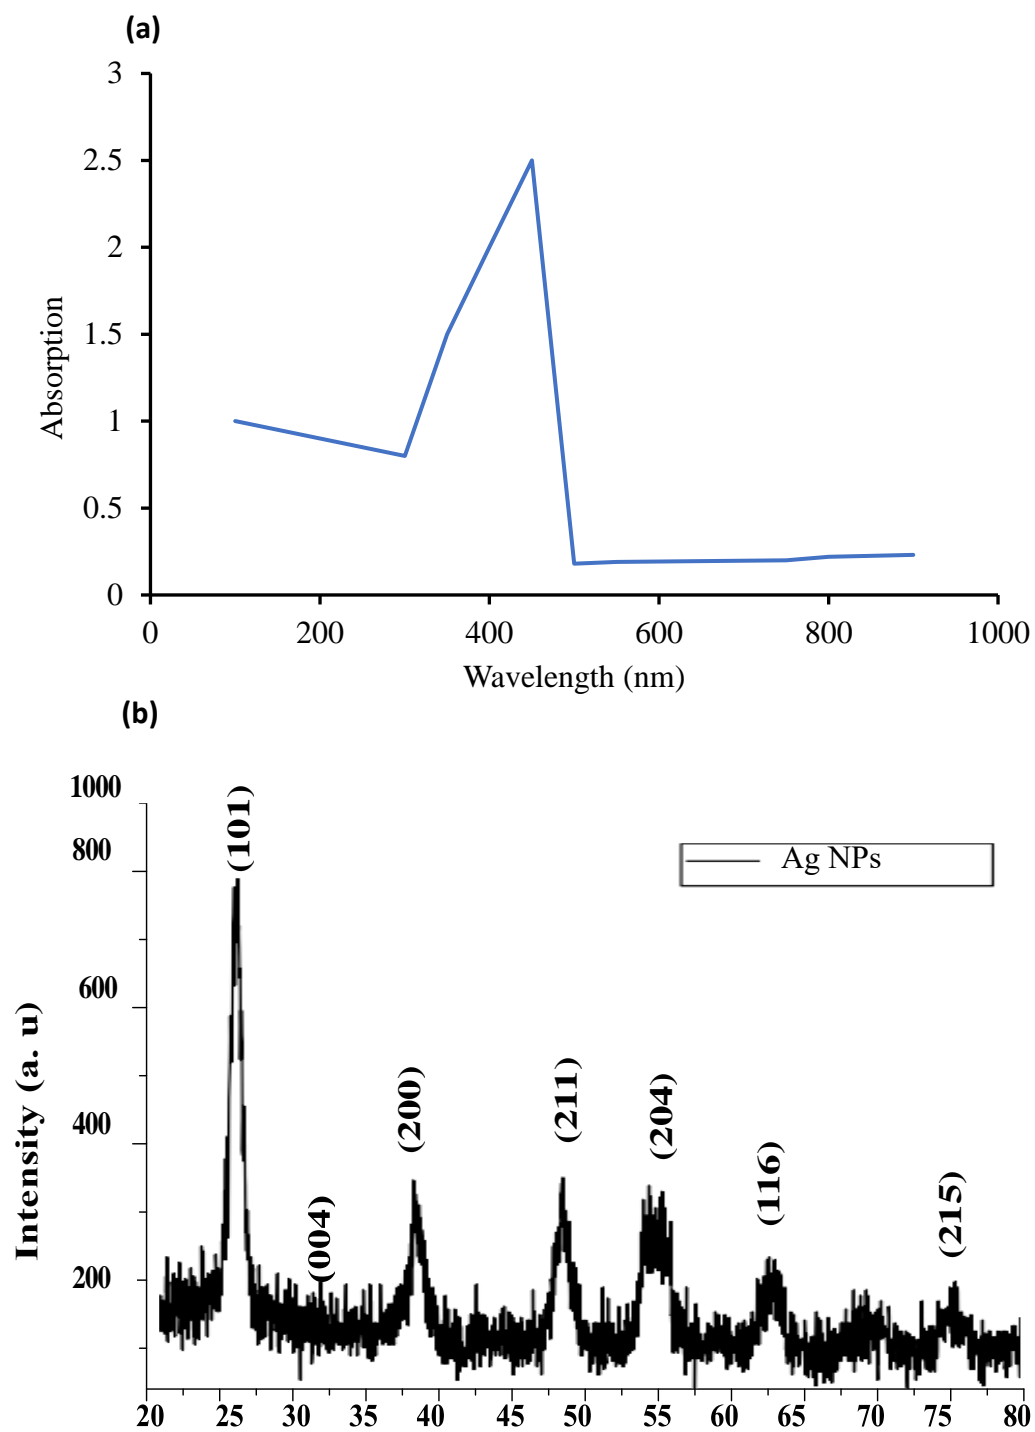 (a)
3
2.5
2
1.5
1
0.5
0
Absorption
0 200 400 600 800 1000
Wavelength (nm)
(b)
1000
800
600
400
200
Intensity (a. u)
(101)
(004)
(200)
(211)
(204)
(116)
(215)
Ag NPs
20 25 30 35 40 45 50 55 60 65 70 75 80